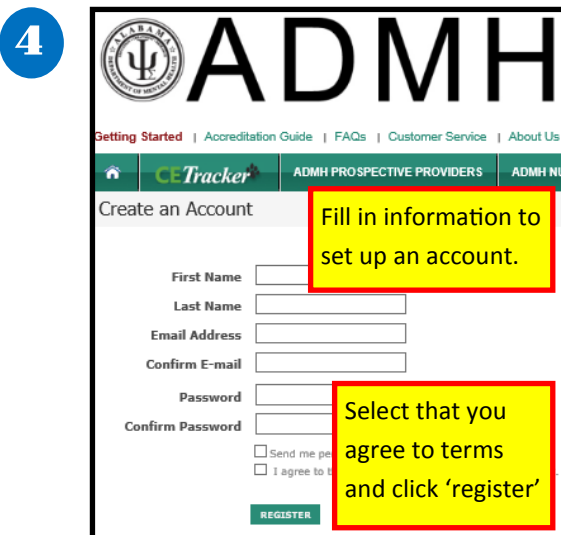 4
ALABAMA
DEPARTMENT OF MENTAL HEALTH
ADMH
Getting Started | Accreditation Guide | FAQs | Customer Service | About Us
CE Tracker ADMH PROSPECTIVE PROVIDERS ADMH NU
Create an Account
Fill in information to
set up an account.
First Name
Last Name
Email Address
Confirm E-mail
Password
Confirm Password
Send me pe
I agree to t
Select that you
agree to terms
and click ‘register’
REGISTER